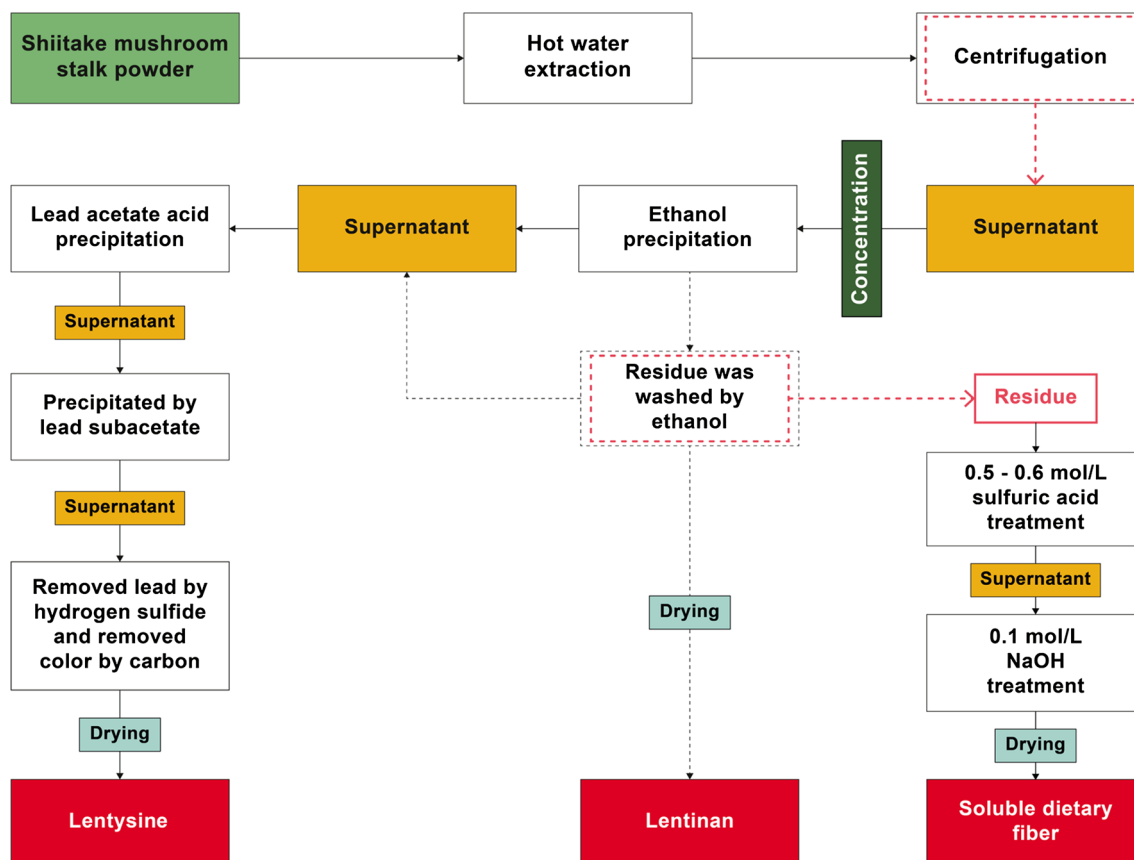 Shiitake mushroom
stalk powder
Hot water
extraction
Centrifugation
Lead acetate acid
precipitation
Supernatant
Ethanol
precipitation
Concentration
Supernatant
Supernatant
Precipitated by
lead subacetate
Residue was
washed by
ethanol
Residue
Supernatant
0.5 - 0.6 mol/L
sulfuric acid
treatment
Removed lead by
hydrogen sulfide
and removed
color by carbon
Drying
Supernatant
0.1 mol/L
NaOH
treatment
Drying
Drying
Lentysine
Lentinan
Soluble dietary
fiber